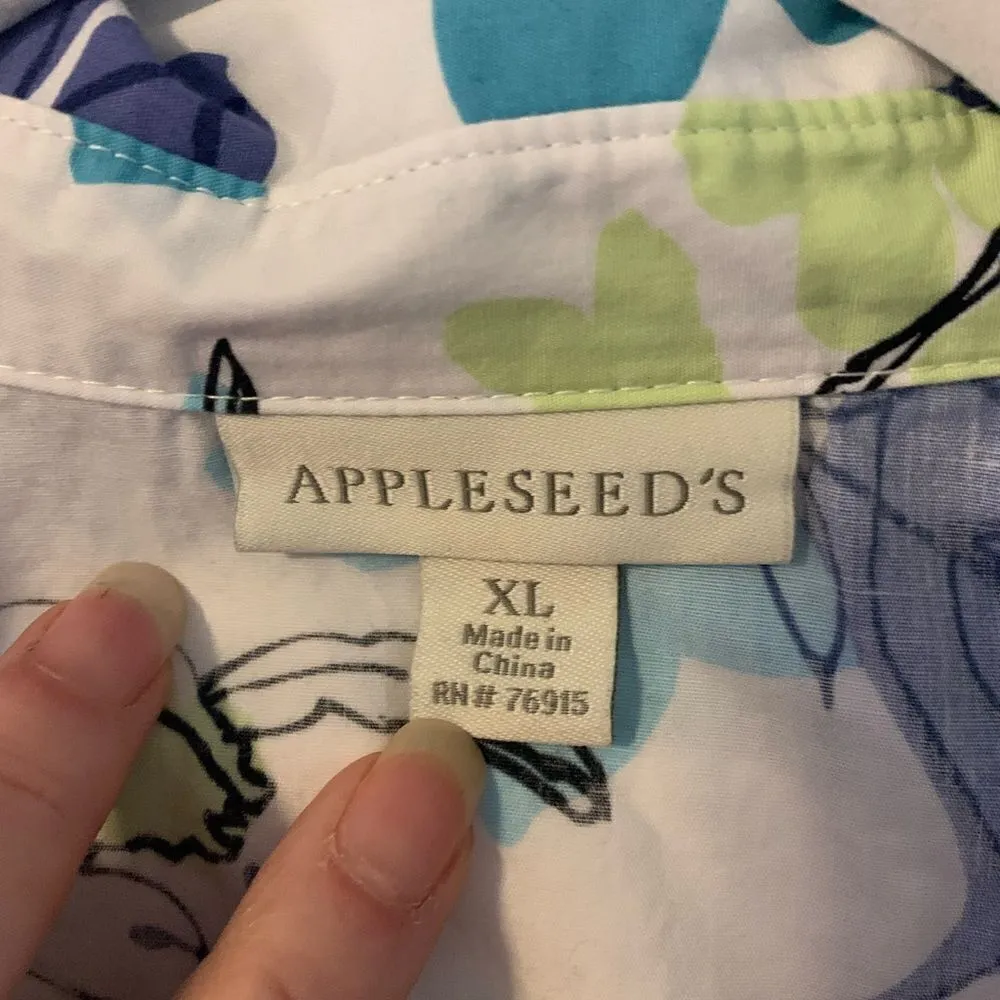 APPLESEED'S
XL
Made in
China
RN# 76915